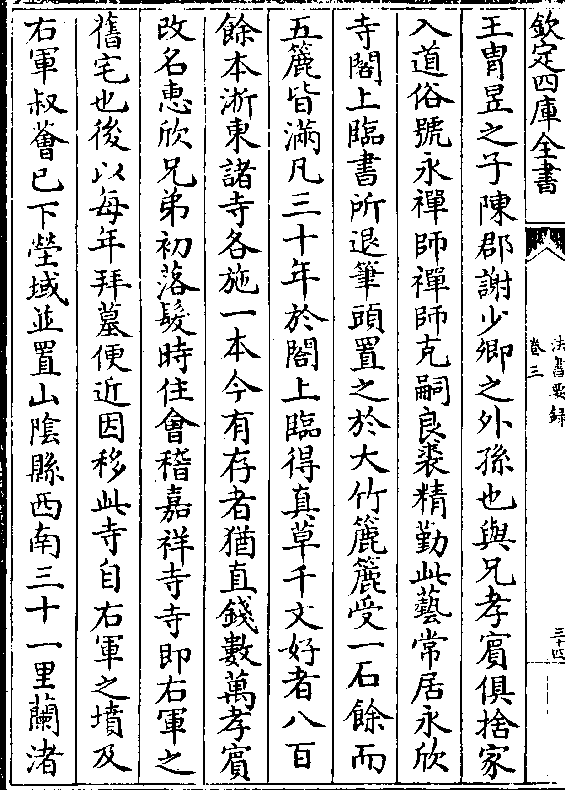 欽定四庫全書
法書要録
卷三
三十四
王胄昱之子陳郡謝少卿之外孫也與兄孝賓俱捨家
入道俗號永禪師禪師克嗣良裘精勤此藝常居永欣
寺閣上臨書所退筆頭置之於大竹簏簏受一石餘而
五簏皆滿凡三十年於閣上臨得真草千文好者八百
餘本浙東諸寺各施一本今有存者猶直錢數萬孝賓
改名惠欣兄弟初落髮時住會稽嘉祥寺寺即右軍之
舊宅也後以每年拜墓便近因移此寺自右軍之墳及
右軍叔薈已下塋域並置山陰縣西南三十一里蘭渚